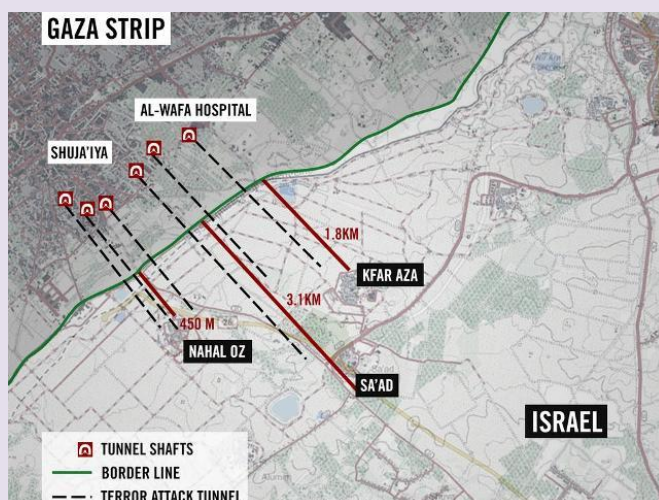 GAZA STRIP
AL-WAFA HOSPITAL
SHUJA'IYA
1.8KM
KFAR AZA
3.1KM
450 M
NAHAL OZ
SA'AD
ISRAEL
TUNNEL SHAFTS
BORDER LINE
TERROR ATTACK TUNNEL